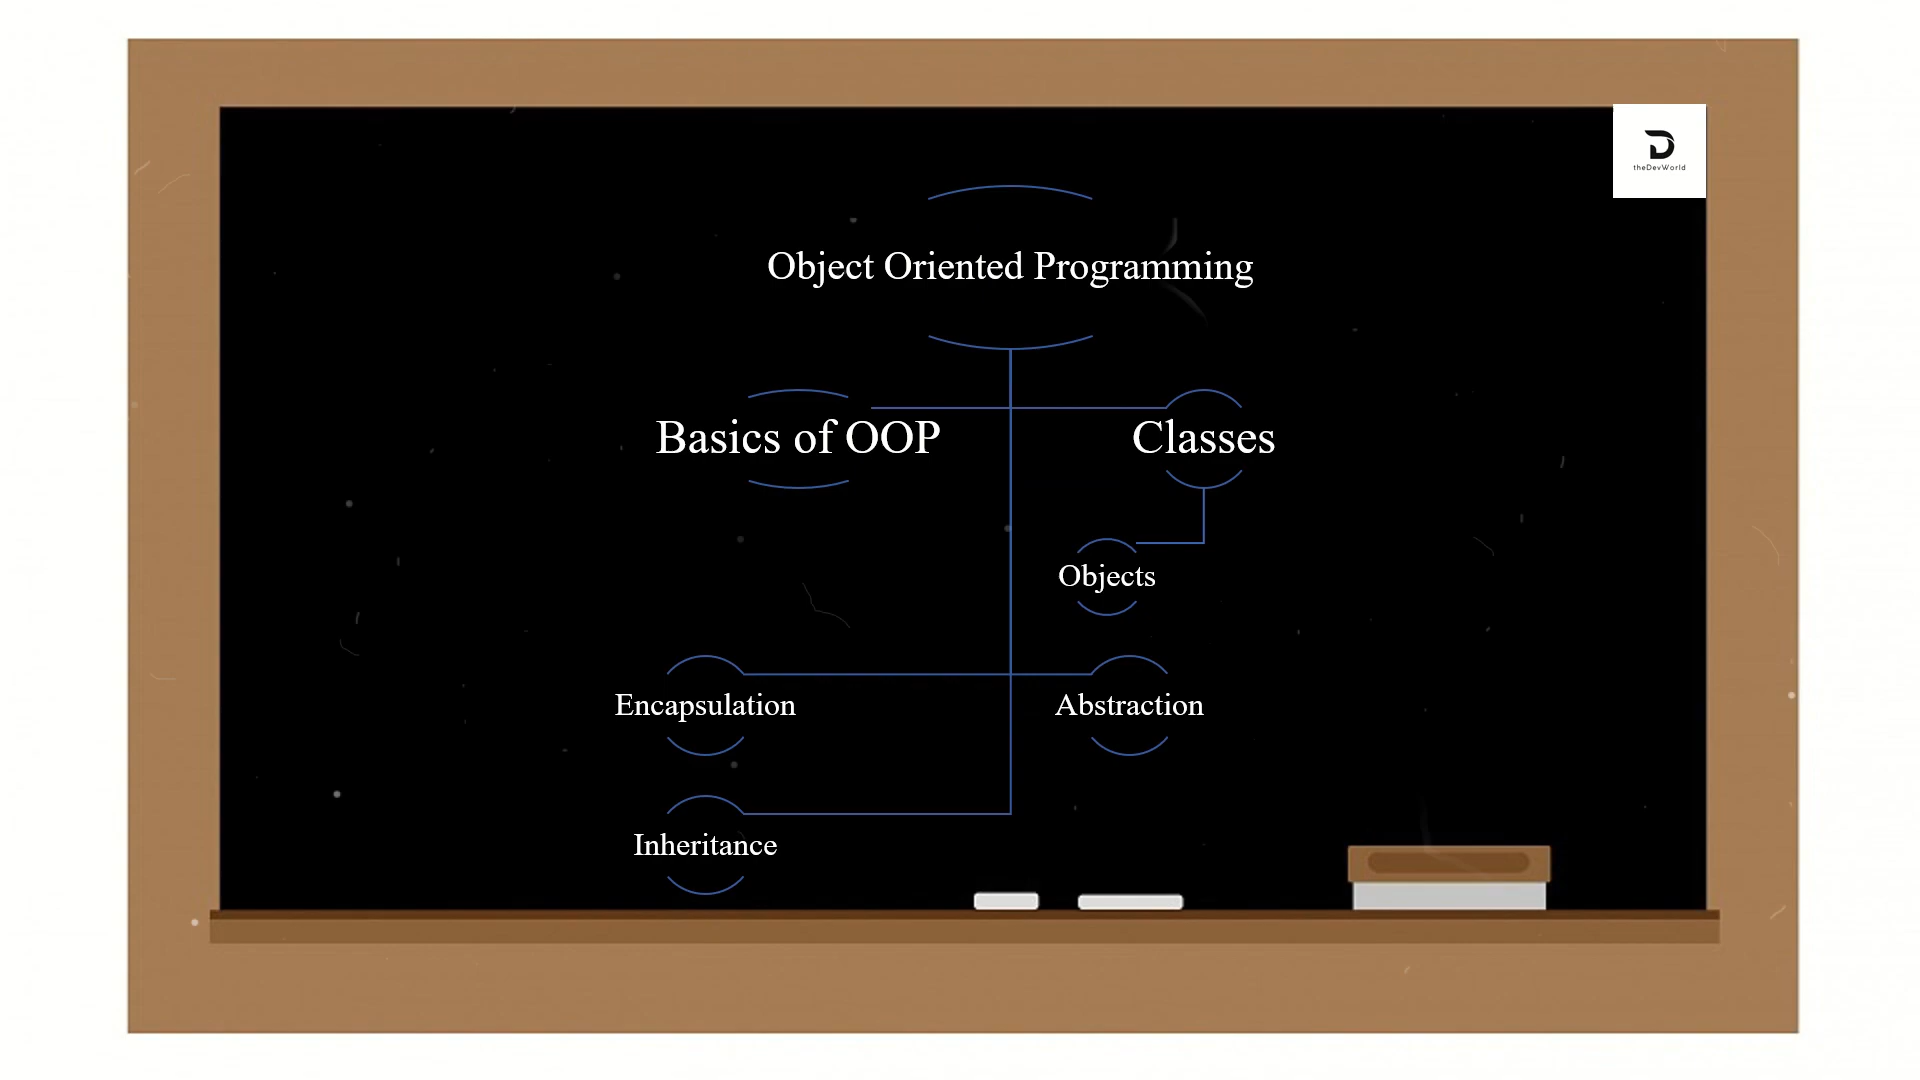 theDevWorld
Object Oriented Programming
Basics of OOP
Classes
Objects
Encapsulation
Abstraction
Inheritance